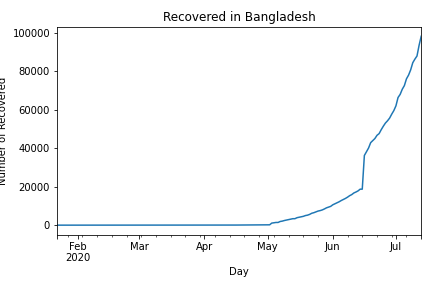 Recovered in Bangladesh
100000
80000
60000
40000
20000
0
Number of Recovered
Feb
2020
Mar
Apr
May
Jun
Jul
Day